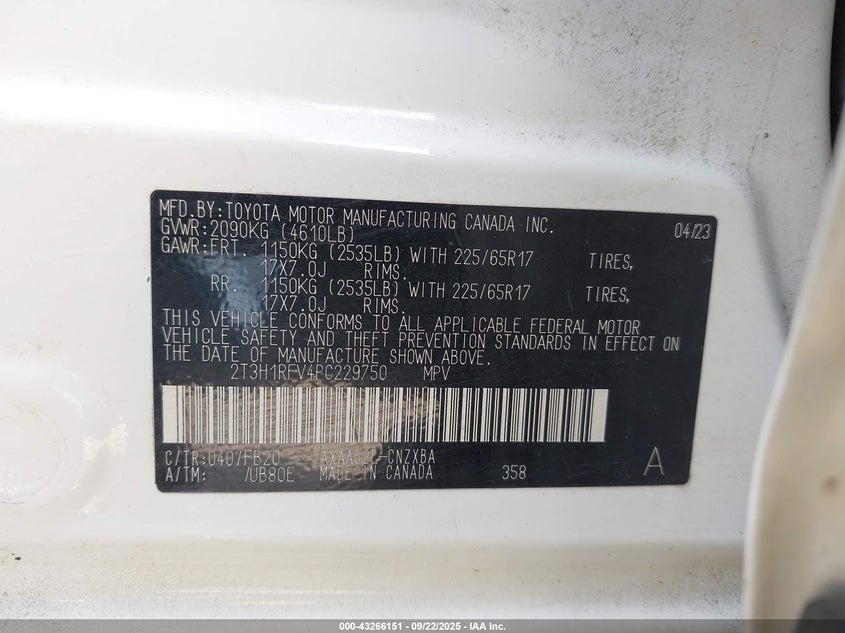 MFD.BY:TOYOTA MOTOR MANUFACTURING CANADA INC. 04/23
GVWR:2090KG (4610LB)
GAWR:FRT. 1150KG (2535LB) WITH 225/65R17 TIRES,
17X7.0J RIMS.
RR. 1150KG (2535LB) WITH 225/65R17 TIRES,
17X7.0J RIMS.
THIS VEHICLE CONFORMS TO ALL APPLICABLE FEDERAL MOTOR
VEHICLE SAFETY AND THEFT PREVENTION STANDARDS IN EFFECT ON
THE DATE OF MANUFACTURE SHOWN ABOVE.
2T3H1RFV4PC229750 MPV
C/TR:040/FB20
A/TM: /UB80E MADE IN CANADA 358 A
000-43266151 - 09/22/2025 - IAA Inc.